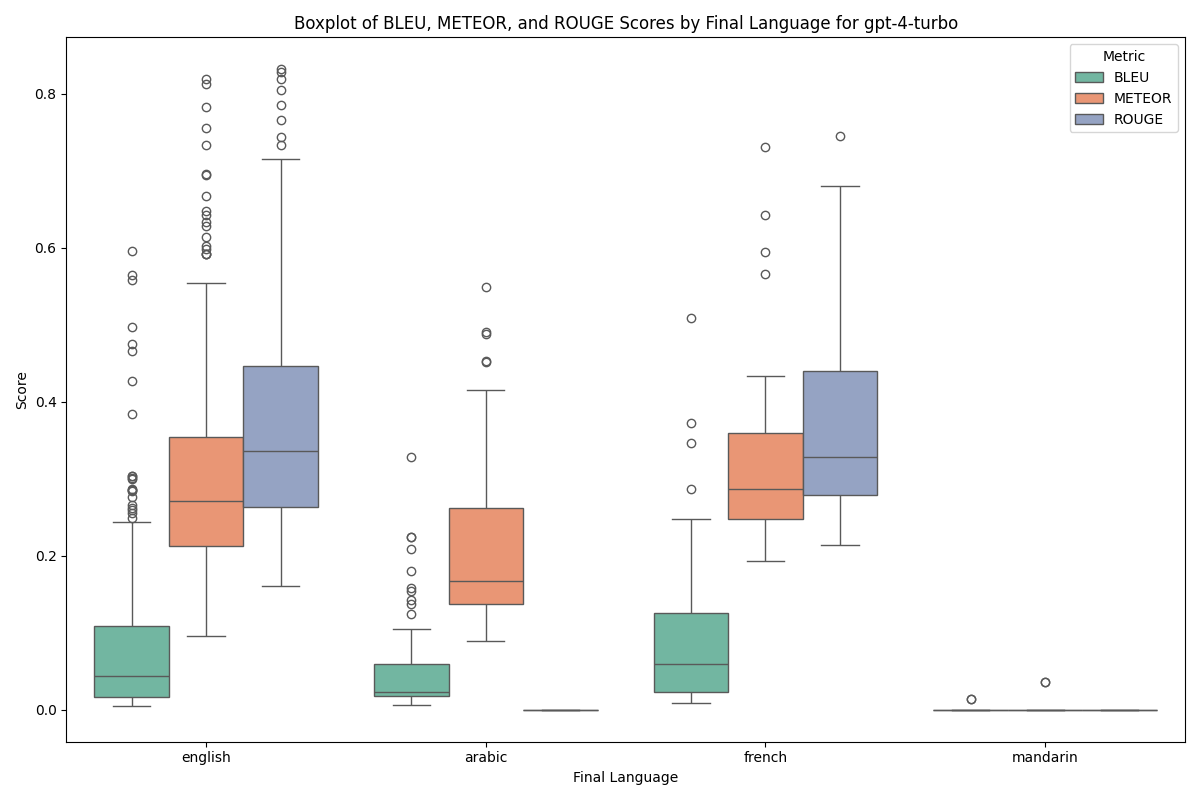 Boxplot of BLEU, METEOR, and ROUGE Scores by Final Language for gpt-4-turbo
Metric
BLEU
METEOR
ROUGE
Score
0.8
0.6
0.4
0.2
0.0
english arabic french mandarin
Final Language